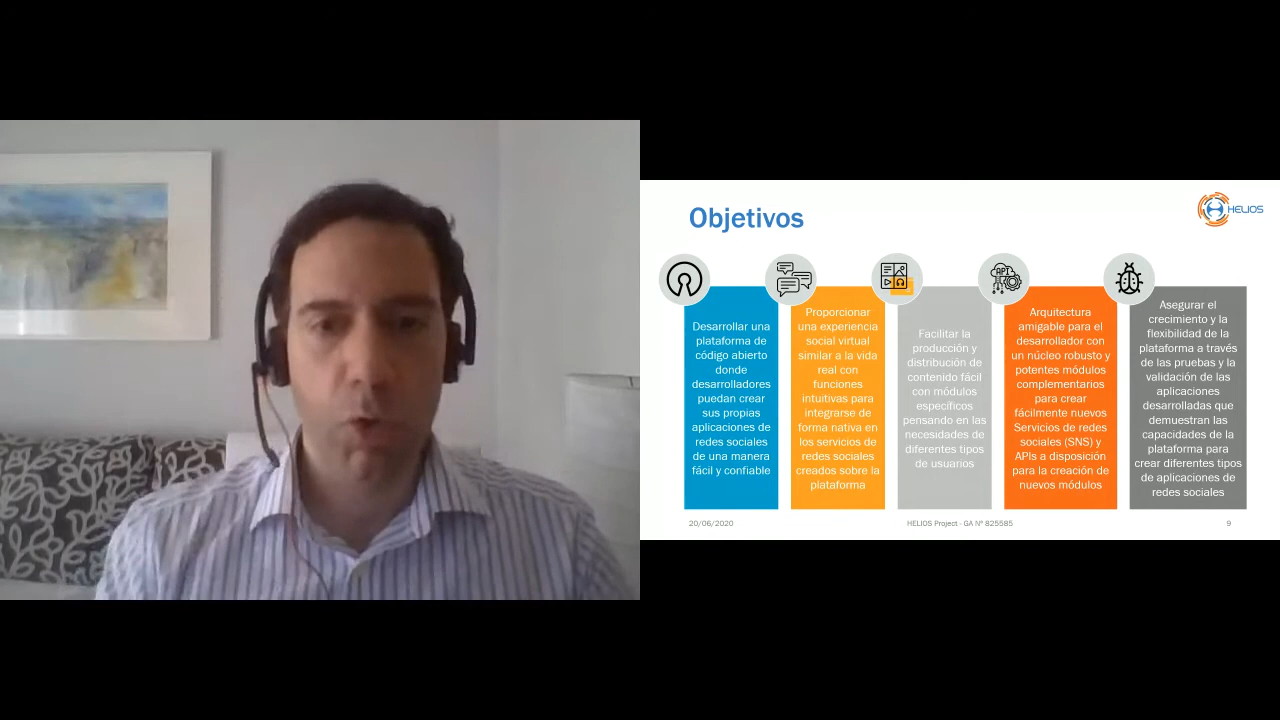 Objetivos
HELIOS
Desarrollar una
plataforma de
código abierto
donde
desarrolladores
puedan crear
sus propias
aplicaciones de
redes sociales
de una manera
fácil y confiable
Proporcionar
una experiencia
social virtual
similar a la vida
real con
funciones
intuitivas para
integrarse de
forma nativa en
los servicios de
redes sociales
creados sobre la
plataforma
Facilitar la
producción y
distribución de
contenido fácil
con módulos
específicos
pensando en las
necesidades de
diferentes tipos
de usuarios
API
Arquitectura
amigable para el
desarrollador con
un núcleo robusto y
potentes módulos
complementarios
para crear
fácilmente nuevos
Servicios de redes
sociales (SNS) y
APIs a disposición
para la creación de
nuevos módulos
Asegurar el
crecimiento y la
flexibilidad de la
plataforma a través
de las pruebas y la
validación de las
aplicaciones
desarrolladas que
demuestran las
capacidades de la
plataforma para
crear diferentes tipos
de aplicaciones de
redes sociales
20/06/2020
HELIOS Project - GA Nº 825585
9